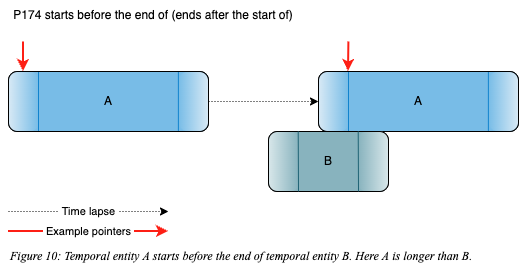 P174 starts before the end of (ends after the start of)
A
A
B
Time lapse
Example pointers
Figure 10: Temporal entity A starts before the end of temporal entity B. Here A is longer than B.